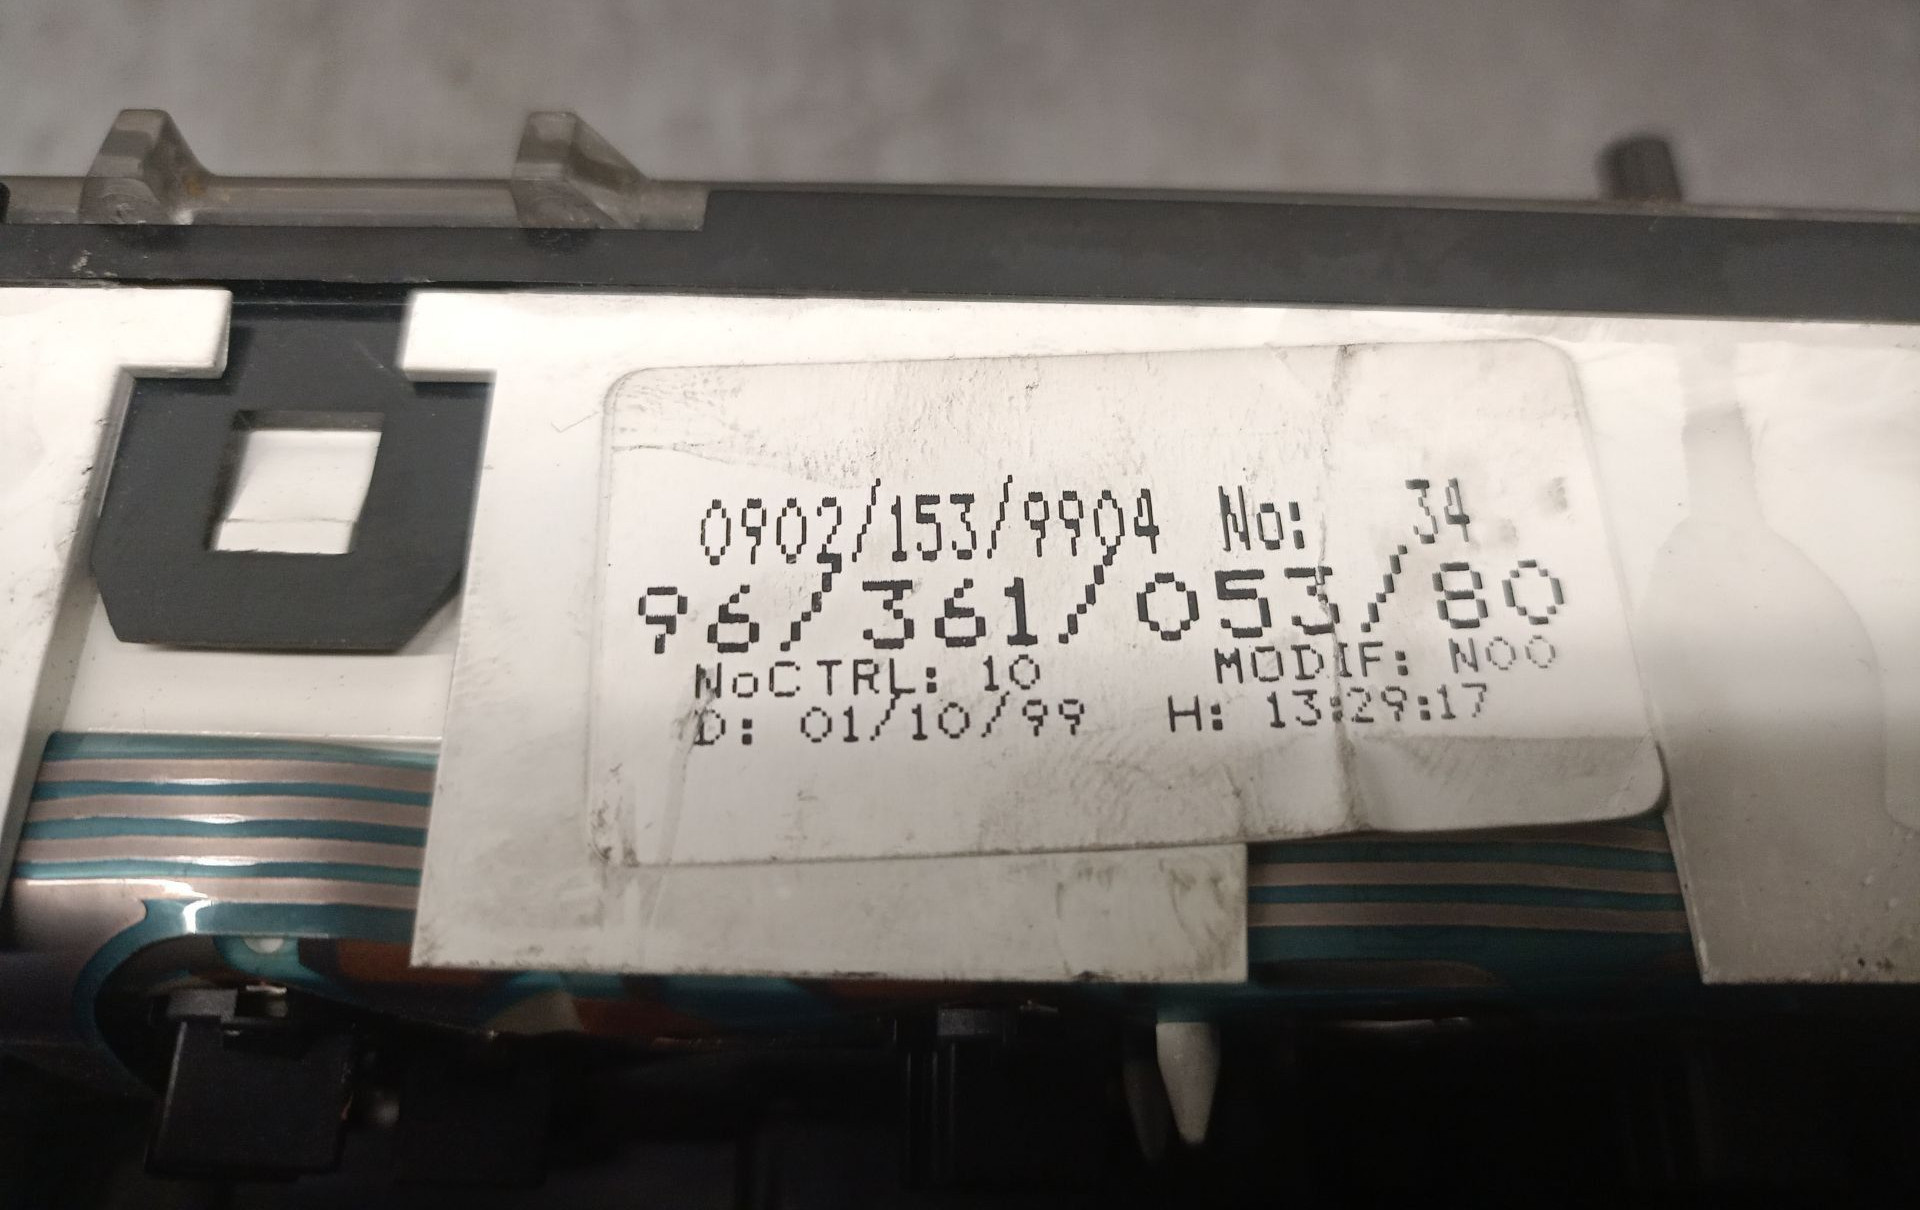 0902/153/9904 No: 34
96/361/053/80
NoCTRL: 10 MODIF: N00
D: 01/10/99 H: 13:29:17